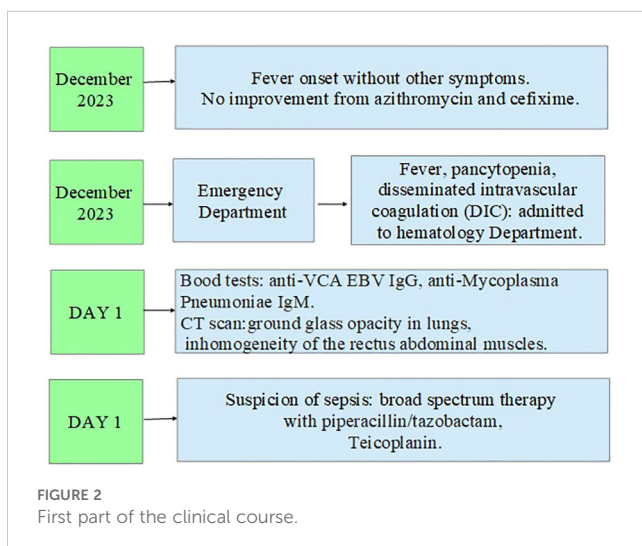 December
2023
Fever onset without other symptoms.
No improvement from azithromycin and cefixime.
December
2023
Emergency
Department
Fever, pancytopenia,
disseminated intravascular
coagulation (DIC): admitted
to hematology Department.
DAY 1
Bood tests: anti-VCA EBV IgG, anti-Mycoplasma
Pneumoniae IgM.
CT scan:ground glass opacity in lungs,
inhomogeneity of the rectus abdominal muscles.
DAY 1
Suspicion of sepsis: broad spectrum therapy
with piperacillin/tazobactam,
Teicoplanin.
FIGURE 2
First part of the clinical course.